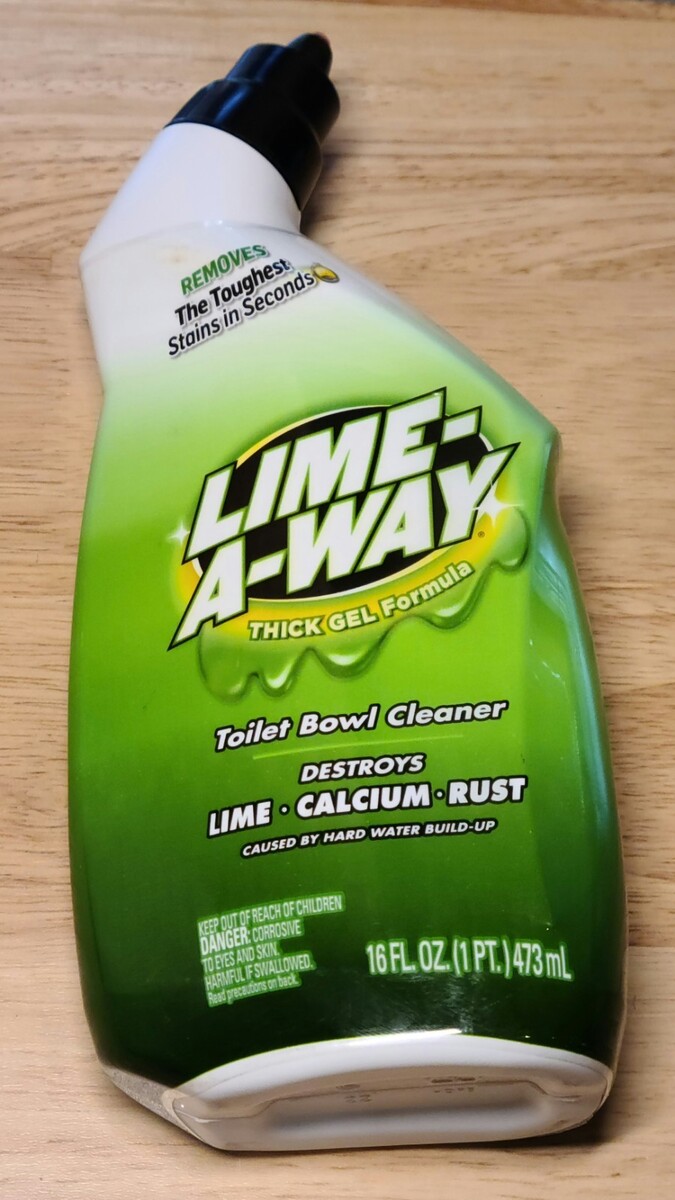 REMOVES
The Toughest
Stains in Seconds
LIME-
A-WAY®
THICK GEL Formula
Toilet Bowl Cleaner
DESTROYS
LIME · CALCIUM · RUST
CAUSED BY HARD WATER BUILD-UP
KEEP OUT OF REACH OF CHILDREN
DANGER: CORROSIVE
TO EYES AND SKIN.
HARMFUL IF SWALLOWED.
Read precautions on back.
16 FL. OZ. (1 PT.) 473 mL